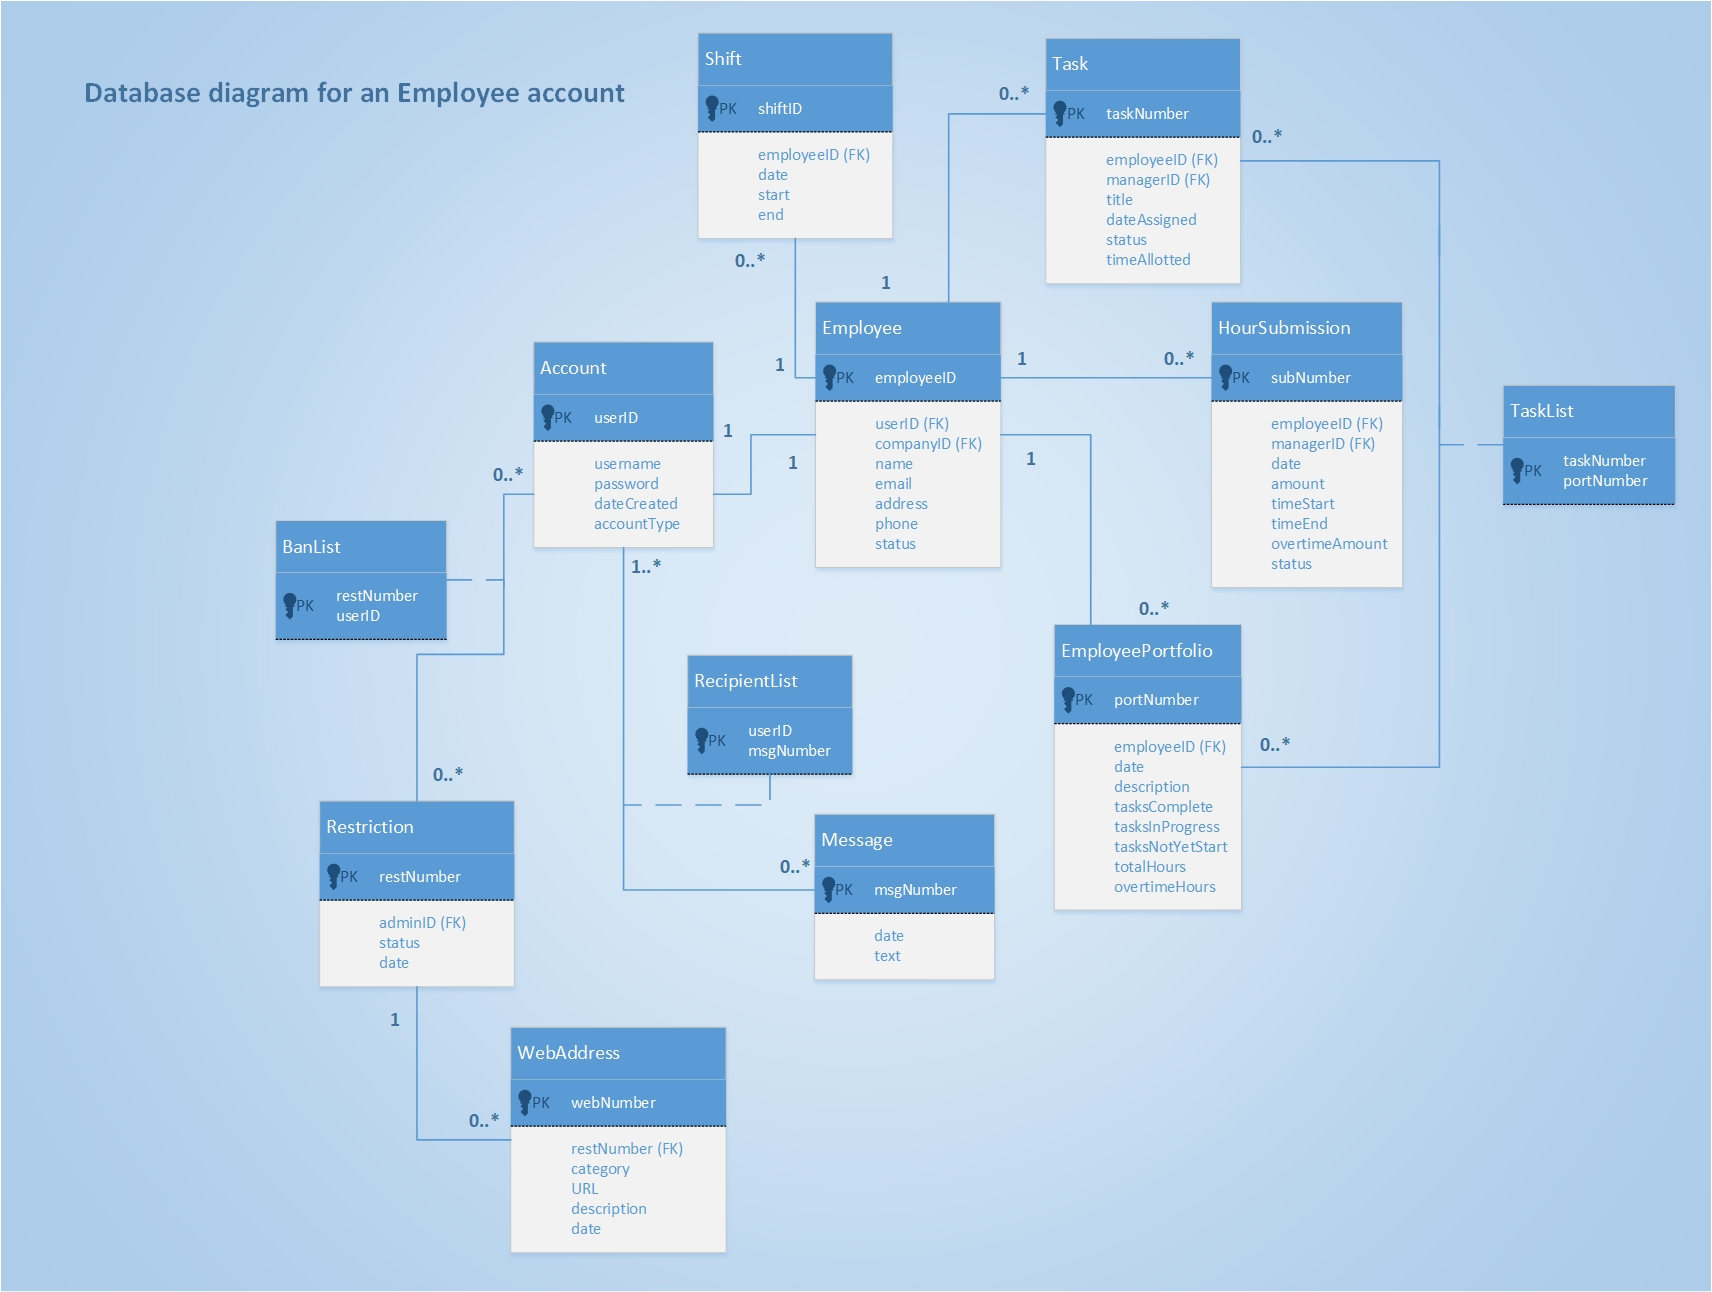 Database diagram for an Employee account
Shift
PK shiftID
employeeID (FK)
date
start
end
0..*
1
Task
PK taskNumber
employeeID (FK)
managerID (FK)
title
dateAssigned
status
timeAllotted
0..*
0..*
1
Employee
PK employeeID
userID (FK)
companyID (FK)
name
email
address
phone
status
1
0..*
HourSubmission
PK subNumber
employeeID (FK)
managerID (FK)
date
amount
timeStart
timeEnd
overtimeAmount
status
TaskList
PK taskNumber
portNumber
Account
PK userID
username
password
dateCreated
accountType
1
1
1
0..*
1..*
BanList
PK restNumber
userID
0..*
EmployeePortfolio
PK portNumber
employeeID (FK)
date
description
tasksComplete
tasksInProgress
tasksNotYetStart
totalHours
overtimeHours
0..*
RecipientList
PK userID
msgNumber
0..*
Restriction
PK restNumber
adminID (FK)
status
date
0..*
Message
PK msgNumber
date
text
1
0..*
WebAddress
PK webNumber
restNumber (FK)
category
URL
description
date